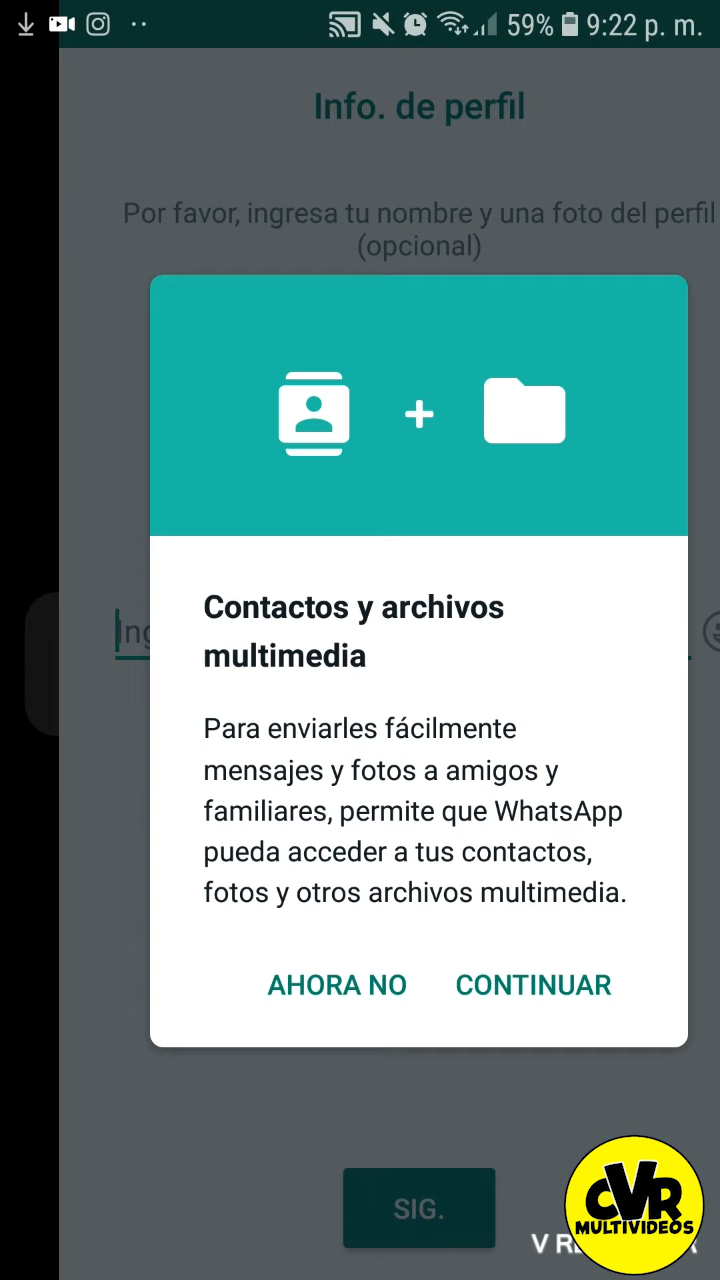 59% 9:22 p. m.
Info. de perfil
Por favor, ingresa tu nombre y una foto del perfil
(opcional)
Contactos y archivos
multimedia
Para enviarles fácilmente
mensajes y fotos a amigos y
familiares, permite que WhatsApp
pueda acceder a tus contactos,
fotos y otros archivos multimedia.
AHORA NO CONTINUAR
SIG.
CVR
MULTIVIDEOS